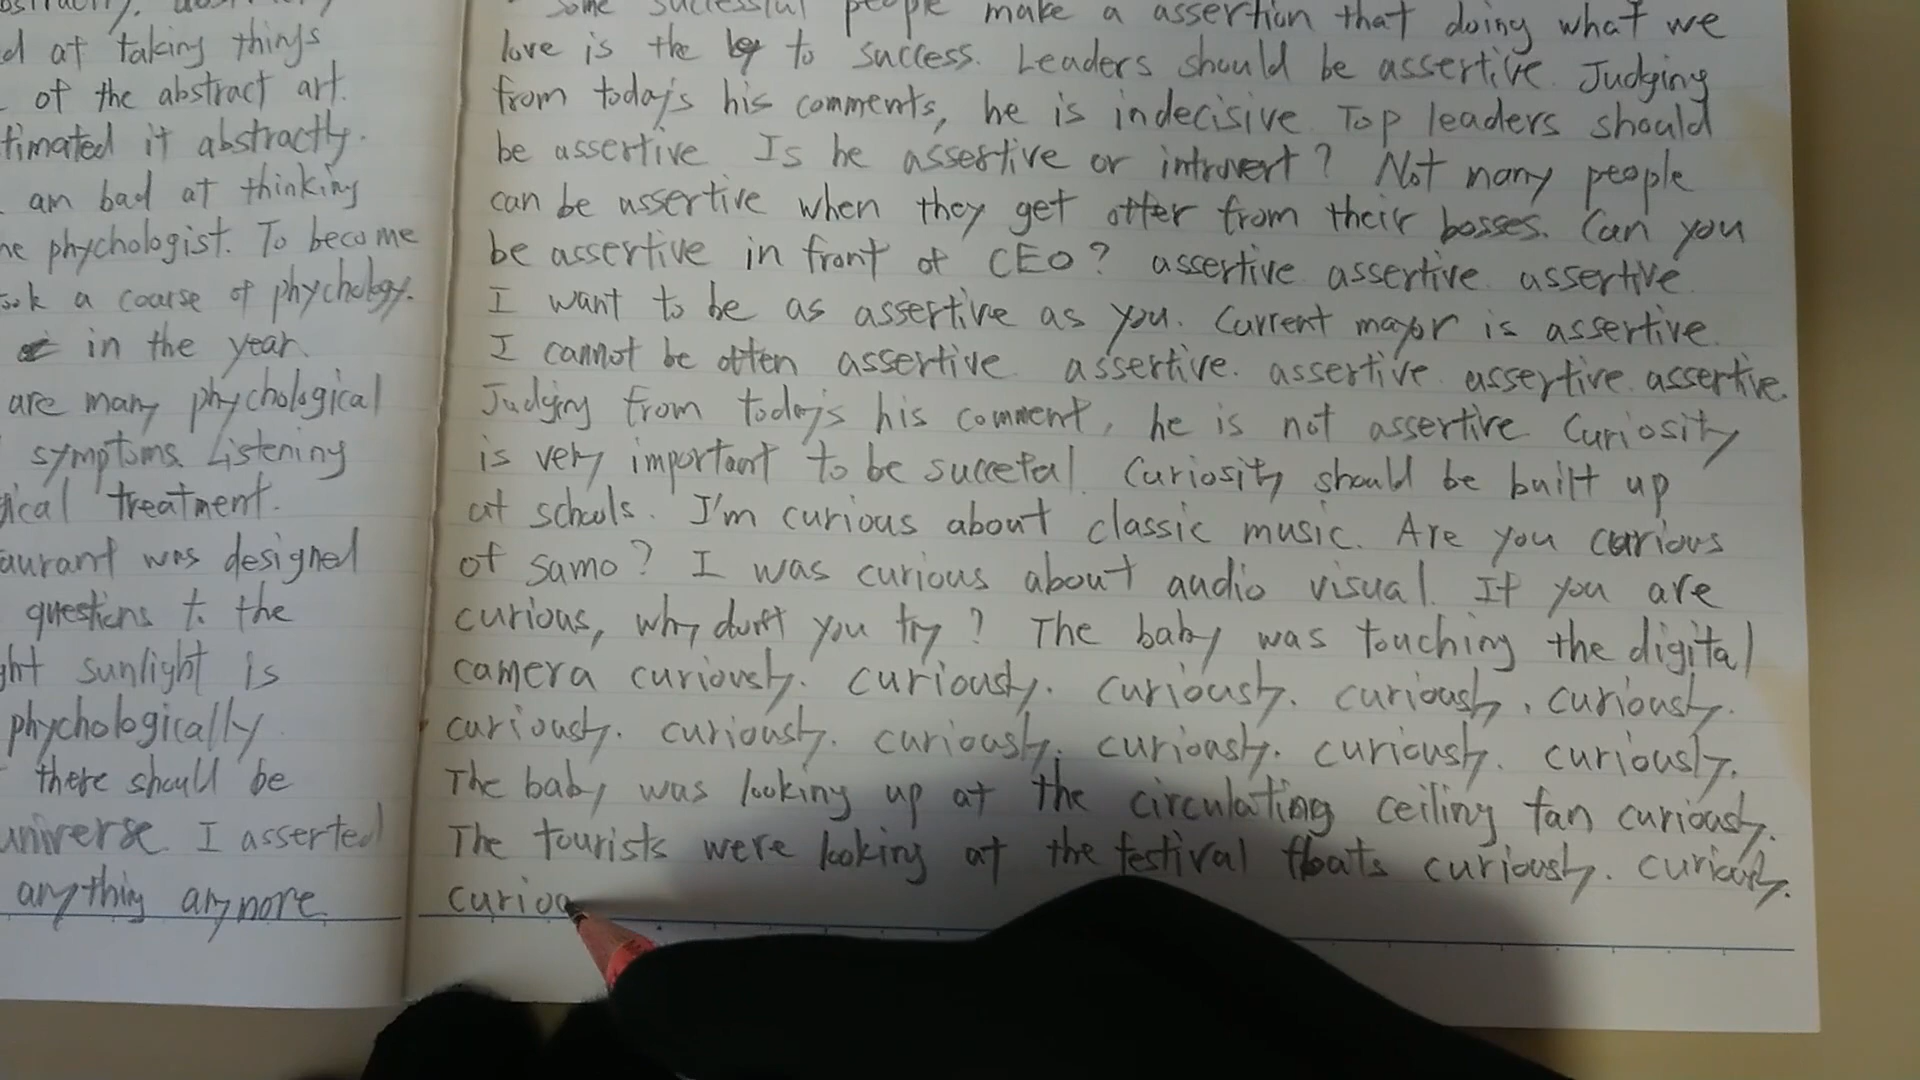 d at taking things
of the abstract art.
timated it abstractly.
am bad at thinking
he phychologist. To become
ook a coarse of phychology.
in the year.
are many phychological
symptoms. Listening
gical treatment.
aurant was designed
questions to the
ght sunlight is
phychologically
there should be
universe I asserted
anything anymore.
some successful people make a assertion that doing what we
love is the to success. Leaders should be assertive. Judging
from today's his comments, he is indecisive. Top leaders should
be assertive Is he assertive or introvert? Not many people
can be assertive when they get offer from their bosses. Can you
be assertive in front of CEO? assertive assertive. assertive.
I want to be as assertive as you. Current mayor is assertive.
I cannot be often assertive. assertive. assertive. assertive. assertive.
Judging from today's his comment, he is not assertive. Curiosity
is very important to be succeful. Curiosity should be built up
at schools. I'm curious about classic music. Are you curious
of samo? I was curious about audio visual. If you are
curious, why don't you try? The baby was touching the digital
camera curiously. curiously. curiously. curiously. curiously.
curiously. curiously. curiously. curiously. curiously. curiously.
The baby was looking up at the circulating ceiling fan curiously.
The tourists were looking at the festival floats curiously. curiously.
curiou